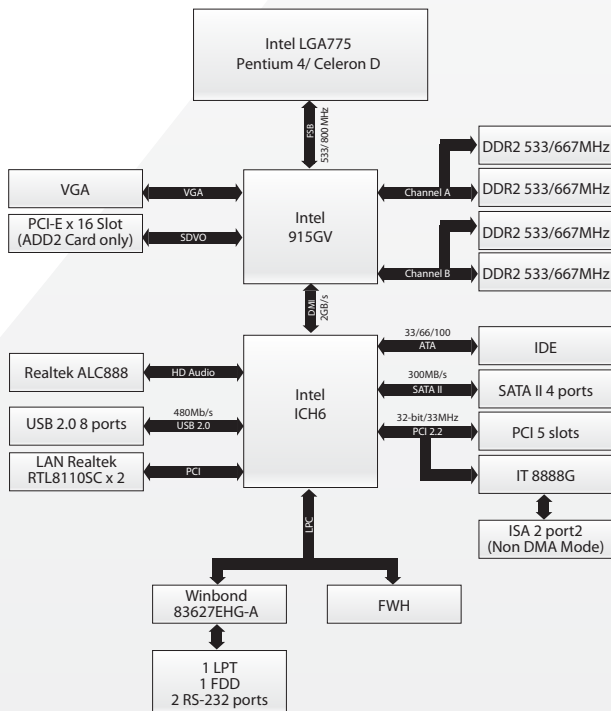 Intel LGA775
Pentium 4/ Celeron D
FSB
533/ 800 MHz
VGA
VGA
PCI-E x 16 Slot
(ADD2 Card only)
SDVO
Intel
915GV
Channel A
DDR2 533/667MHz
DDR2 533/667MHz
Channel B
DDR2 533/667MHz
DDR2 533/667MHz
DMI
2GB/s
Realtek ALC888
HD Audio
USB 2.0 8 ports
480Mb/s
USB 2.0
LAN Realtek
RTL8110SC x 2
PCI
Intel
ICH6
33/66/100
ATA
IDE
300MB/s
SATA II
SATA II 4 ports
32-bit/33MHz
PCI 2.2
PCI 5 slots
IT 8888G
ISA 2 port2
(Non DMA Mode)
LPC
Winbond
83627EHG-A
FWH
1 LPT
1 FDD
2 RS-232 ports